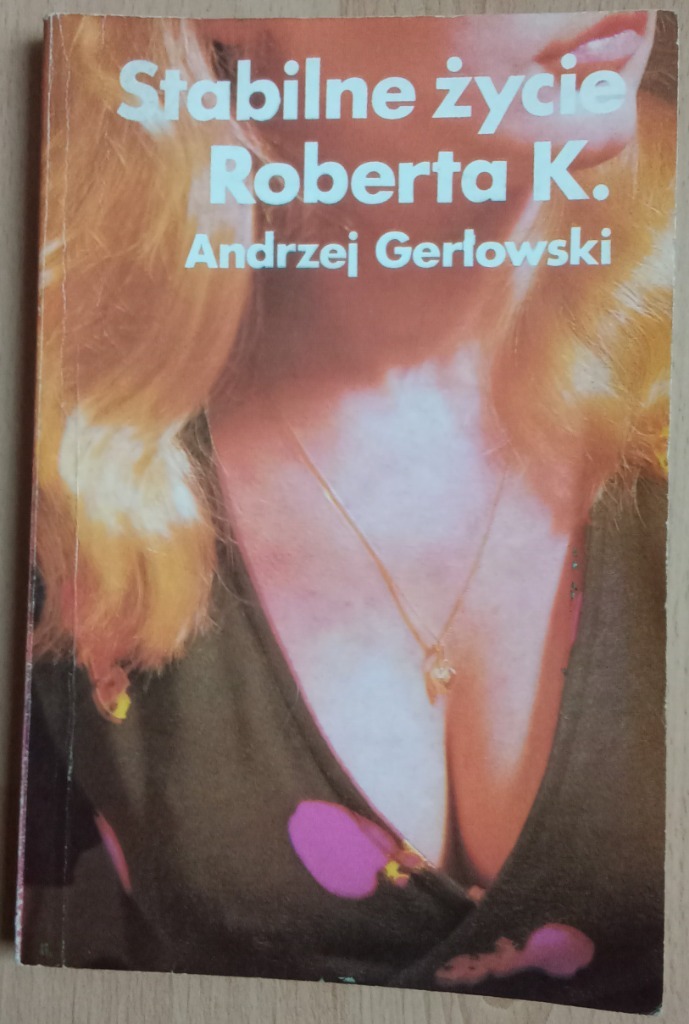 Stabilne życie
Roberta K.
Andrzej Gerłowski